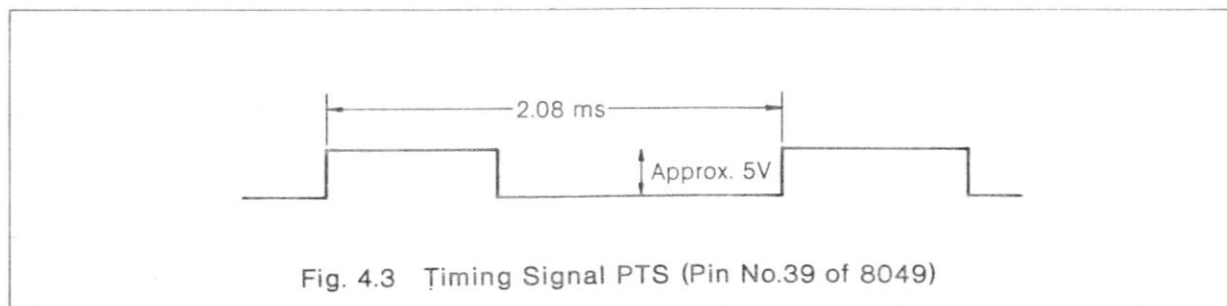 2.08 ms
Approx. 5V
Fig. 4.3 Timing Signal PTS (Pin No.39 of 8049)